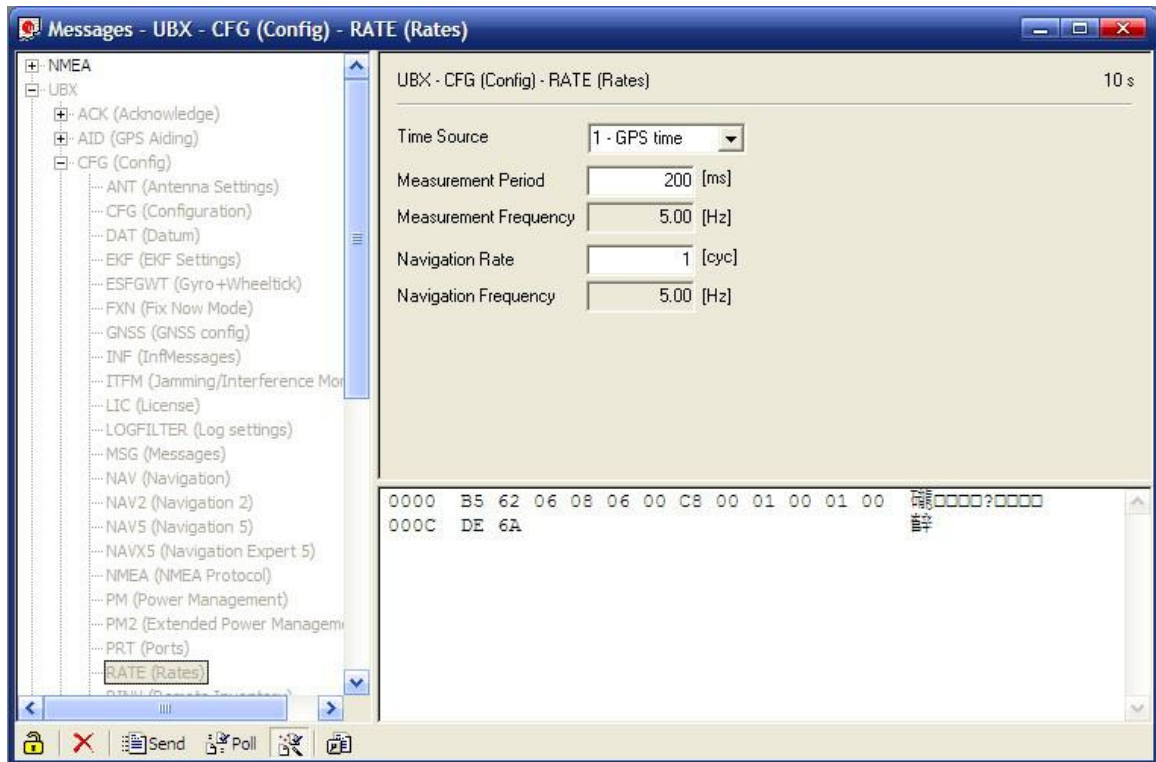 Messages - UBX - CFG (Config) - RATE (Rates)
NMEA
UBX
ACK (Acknowledge)
AID (GPS Aiding)
CFG (Config)
ANT (Antenna Settings)
CFG (Configuration)
DAT (Datum)
EKF (EKF Settings)
ESFGWT (Gyro+Wheeltick)
FXN (Fix Now Mode)
GNSS (GNSS config)
INF (InfMessages)
ITFM (Jamming/Interference Mor
LIC (License)
LOGFILTER (Log settings)
MSG (Messages)
NAV (Navigation)
NAV2 (Navigation 2)
NAV5 (Navigation 5)
NAVX5 (Navigation Expert 5)
NMEA (NMEA Protocol)
PM (Power Management)
PM2 (Extended Power Managem
PRT (Ports)
RATE (Rates)
UBX - CFG (Config) - RATE (Rates) 10 s
Time Source 1 - GPS time
Measurement Period 200 [ms]
Measurement Frequency 5.00 [Hz]
Navigation Rate 1 [cyc]
Navigation Frequency 5.00 [Hz]
0000 B5 62 06 08 06 00 C8 00 01 00 01 00 □□□□?□□□□
000C DE 6A
Send Poll